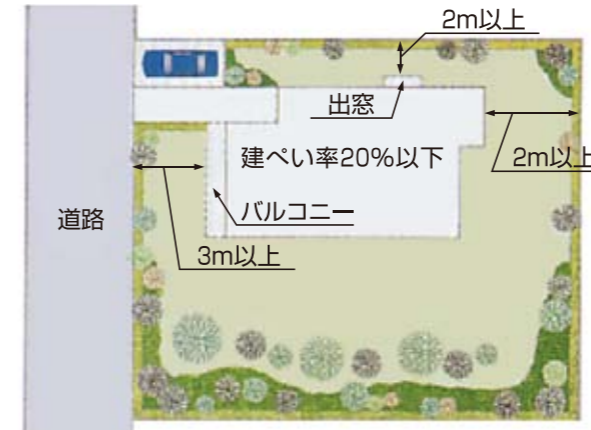 2m以上
出窓
建ぺい率20%以下
2m以上
バルコニー
道路
3m以上